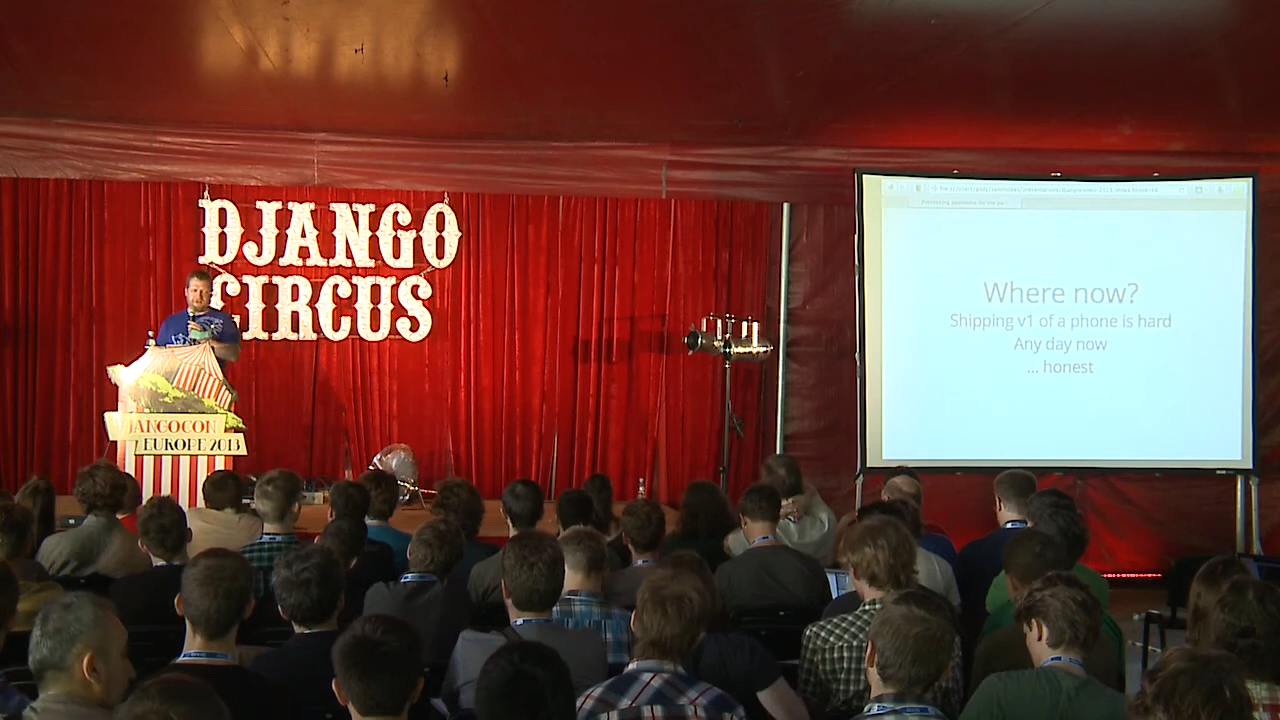 DJANGO
CIRCUS
DJANGOCON
EUROPE 2013
Where now?
Shipping v1 of a phone is hard
Any day now
... honest